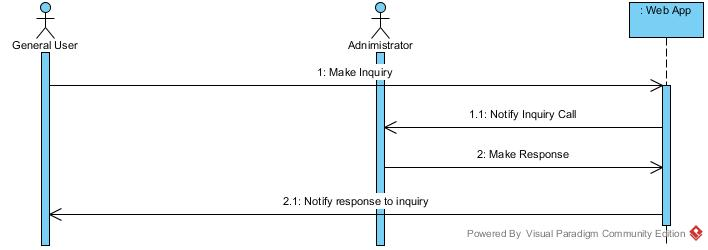 : Web App
General User
Administrator
1: Make Inquiry
1.1: Notify Inquiry Call
2: Make Response
2.1: Notify response to inquiry
Powered By Visual Paradigm Community Edition